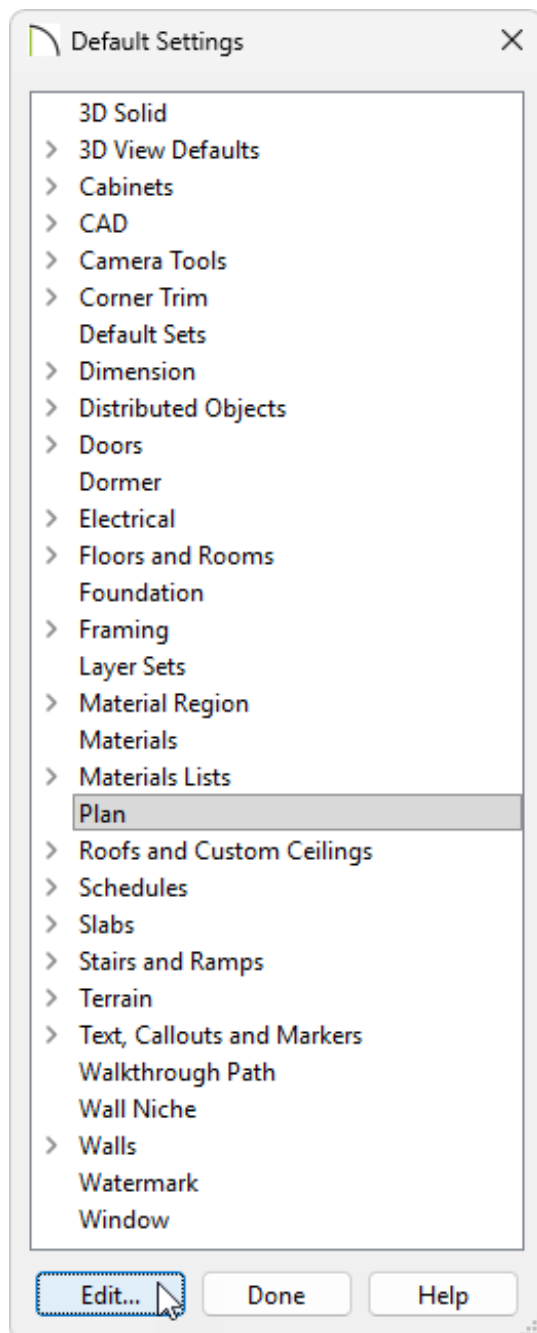 Default Settings
3D Solid
3D View Defaults
Cabinets
CAD
Camera Tools
Corner Trim
Default Sets
Dimension
Distributed Objects
Doors
Dormer
Electrical
Floors and Rooms
Foundation
Framing
Layer Sets
Material Region
Materials
Materials Lists
Plan
Roofs and Custom Ceilings
Schedules
Slabs
Stairs and Ramps
Terrain
Text, Callouts and Markers
Walkthrough Path
Wall Niche
Walls
Watermark
Window
Edit... Done Help